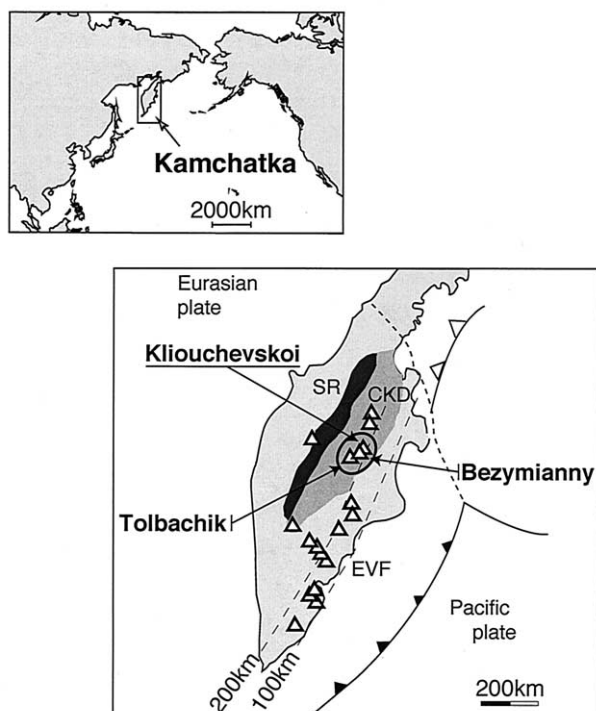 Kamchatka
2000km
Eurasian
plate
Kliouchevskoi
SR
CKD
Bezymianny
Tolbachik
EVF
Pacific
plate
200km
100km
200km